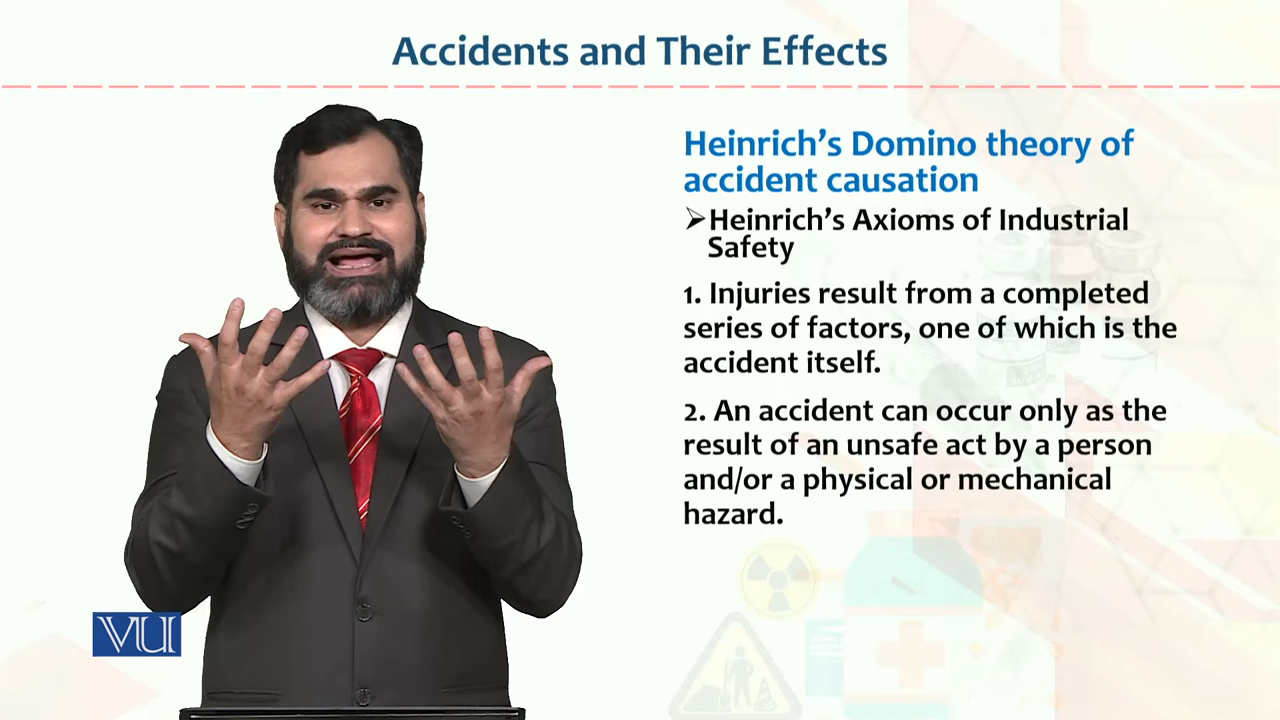 Accidents and Their Effects
Heinrich’s Domino theory of
accident causation
➢Heinrich’s Axioms of Industrial
Safety
1. Injuries result from a completed
series of factors, one of which is the
accident itself.
2. An accident can occur only as the
result of an unsafe act by a person
and/or a physical or mechanical
hazard.
VU